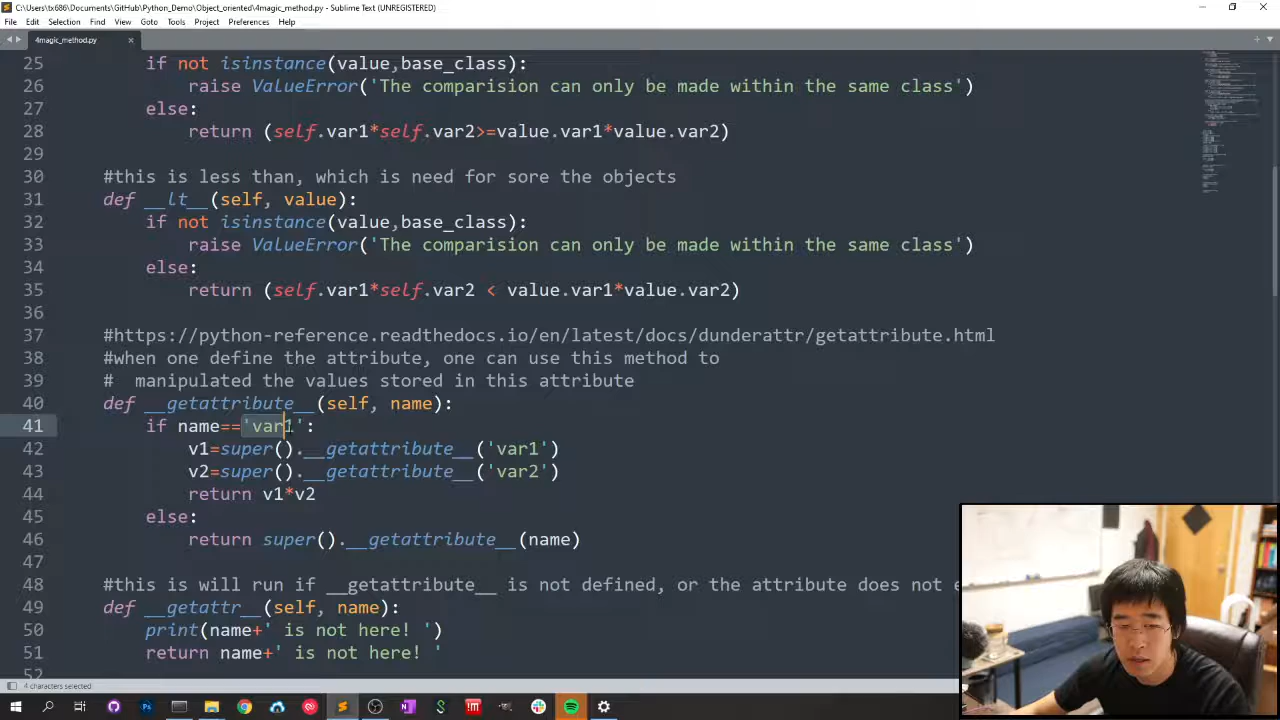 C:\Users\tx686\Documents\GitHub\Python_Demo\Object_oriented\4magic_method.py - Sublime Text (UNREGISTERED)
File Edit Selection Find View Goto Tools Project Preferences Help
4magic_method.py
25 if not isinstance(value,base_class):
26 raise ValueError('The comparision can only be made within the same class')
27 else:
28 return (self.var1*self.var2>=value.var1*value.var2)
29
30 #this is less than, which is need for sore the objects
31 def __lt__(self, value):
32 if not isinstance(value,base_class):
33 raise ValueError('The comparision can only be made within the same class')
34 else:
35 return (self.var1*self.var2 < value.var1*value.var2)
36
37 #https://python-reference.readthedocs.io/en/latest/docs/dunderattr/getattribute.html
38 #when one define the attribute, one can use this method to
39 # manipulated the values stored in this attribute
40 def __getattribute__(self, name):
41 if name=='var1':
42 v1=super().__getattribute__('var1')
43 v2=super().__getattribute__('var2')
44 return v1*v2
45 else:
46 return super().__getattribute__(name)
47
48 #this is will run if __getattribute__ is not defined, or the attribute does not e
49 def __getattr__(self, name):
50 print(name+' is not here! ')
51 return name+' is not here! '
52
4 characters selected